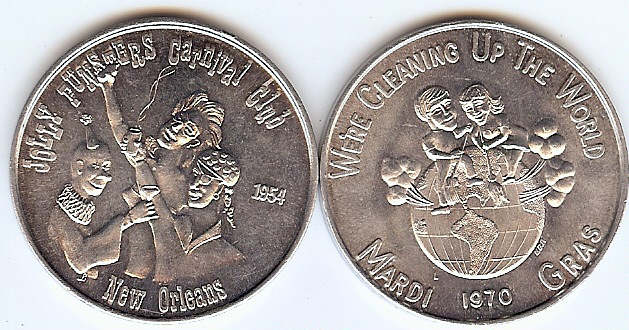 JOLLY FUNSTERS Carnival Club
1954
New Orleans
WE'RE CLEANING UP THE WORLD
MARDI 1970 GRAS